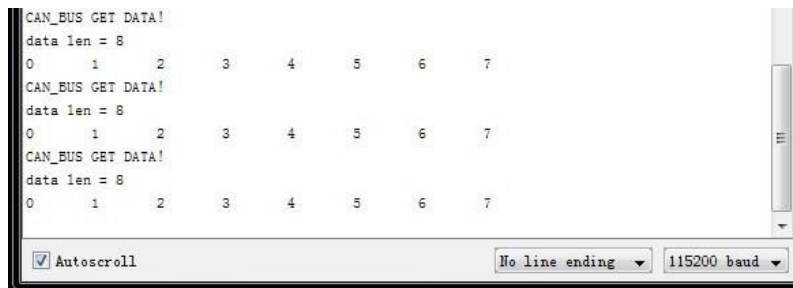 CAN_BUS GET DATA!
data len = 8
0 1 2 3 4 5 6 7
CAN_BUS GET DATA!
data len = 8
0 1 2 3 4 5 6 7
CAN_BUS GET DATA!
data len = 8
0 1 2 3 4 5 6 7
Autoscroll No line ending 115200 baud